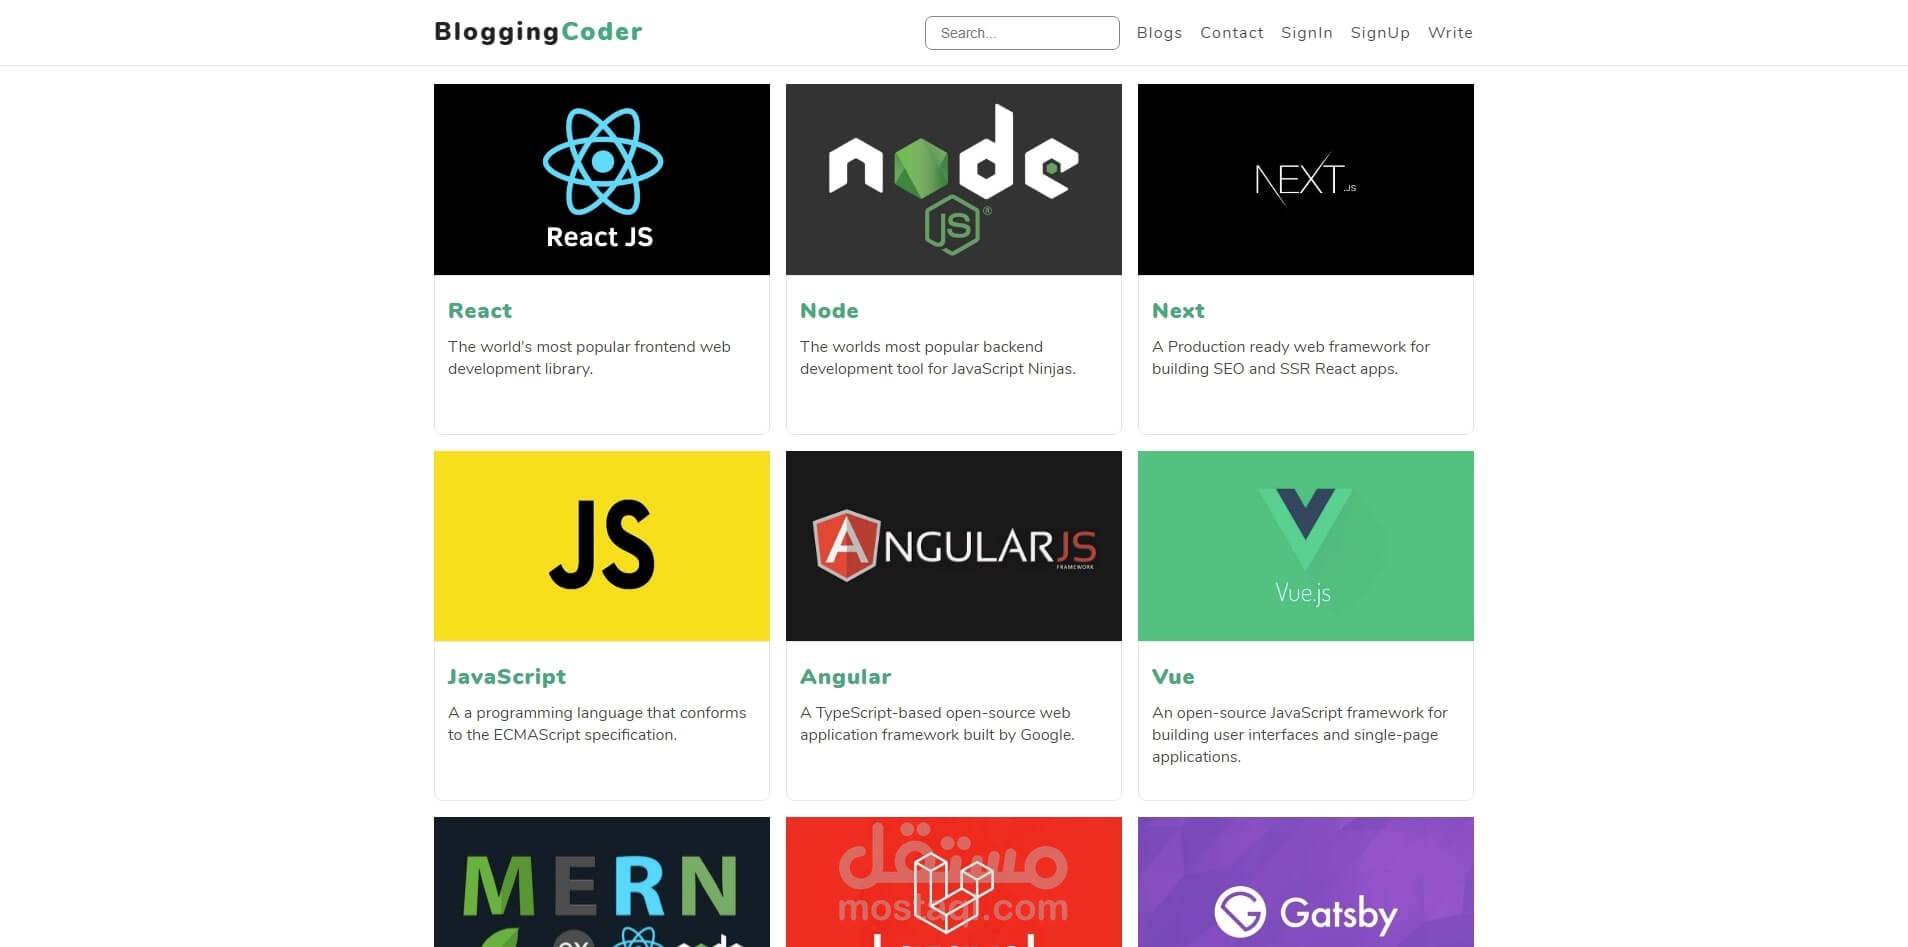 BloggingCoder
Search...
Blogs
Contact
SignIn
SignUp
Write
React JS
node
JS
®
NEXT.JS
React
The world's most popular frontend web
development library.
Node
The worlds most popular backend
development tool for JavaScript Ninjas.
Next
A Production ready web framework for
building SEO and SSR React apps.
JS
ANGULARJS
FRAMEWORK
Vue.js
JavaScript
A a programming language that conforms
to the ECMAScript specification.
Angular
A TypeScript-based open-source web
application framework built by Google.
Vue
An open-source JavaScript framework for
building user interfaces and single-page
applications.
MERN
مستقل
mostaql.com
Gatsby